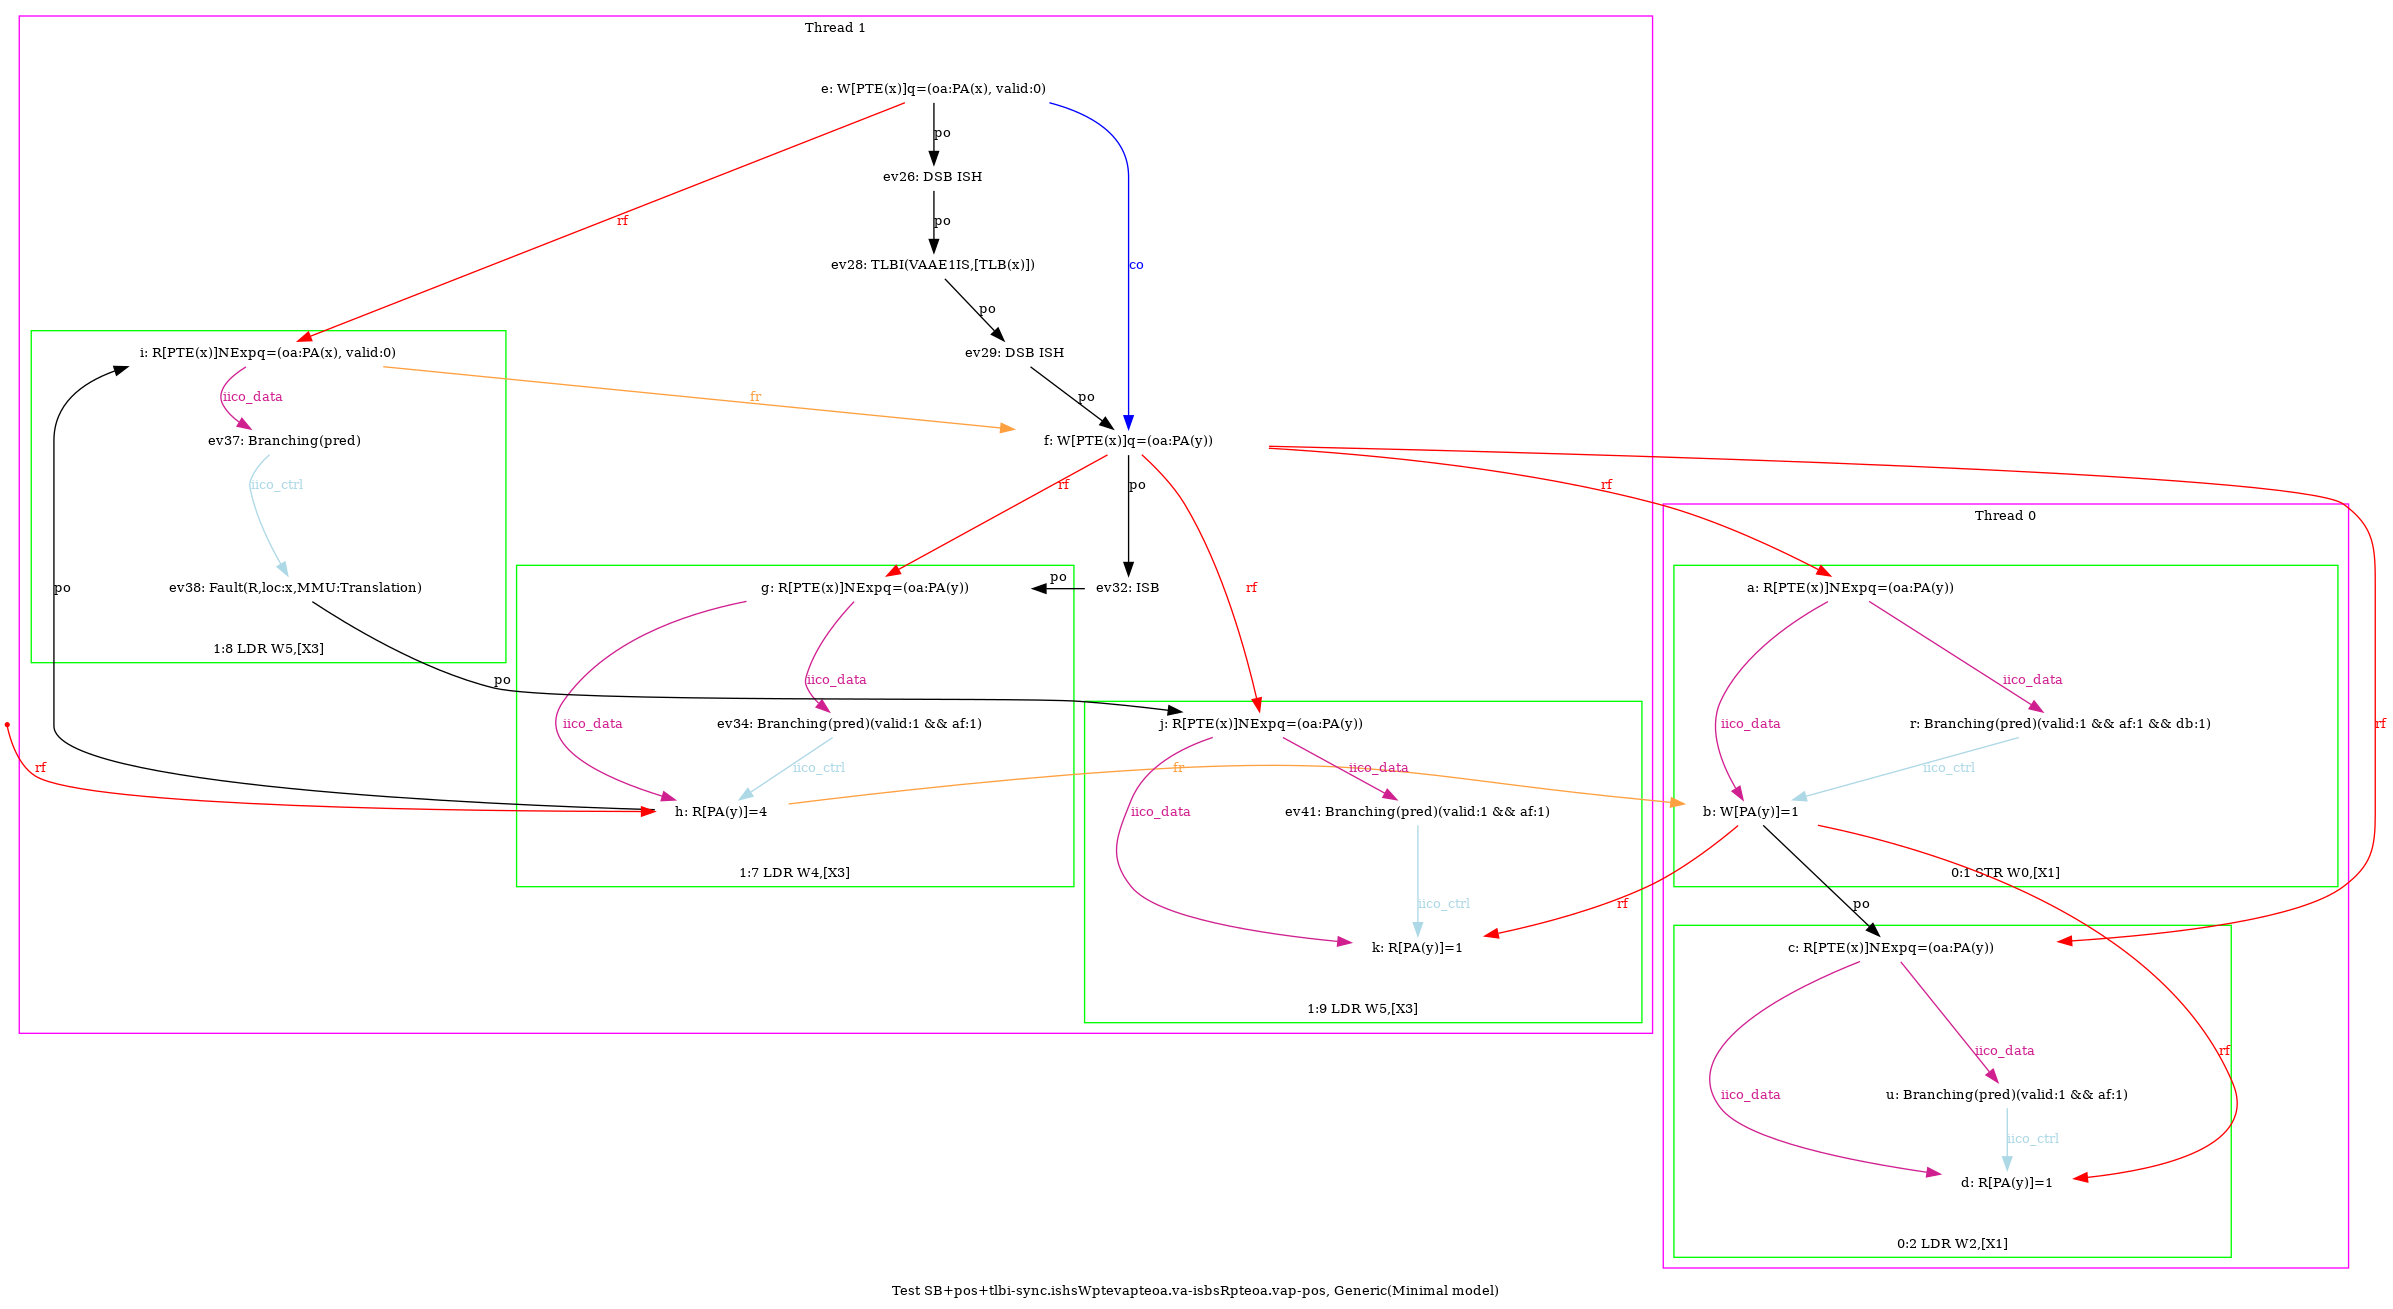 Thread 1
e: W[PTE(x)]q=(oa:PA(x), valid:0)
po
ev26: DSB ISH
rf
po
co
ev28: TLBI(VAAE1IS,[TLB(x)])
po
i: R[PTE(x)]NExpq=(oa:PA(x), valid:0)
ev29: DSB ISH
iico_data
fr
po
ev37: Branching(pred)
f: W[PTE(x)]q=(oa:PA(y))
iico_ctrl
rf
po
rf
Thread 0
po
ev38: Fault(R,loc:x,MMU:Translation)
g: R[PTE(x)]NExpq=(oa:PA(y))
po
ev32: ISB
rf
a: R[PTE(x)]NExpq=(oa:PA(y))
1:8 LDR W5,[X3]
po
iico_data
iico_data
iico_data
ev34: Branching(pred)(valid:1 && af:1)
j: R[PTE(x)]NExpq=(oa:PA(y))
iico_data
r: Branching(pred)(valid:1 && af:1 && db:1)
rf
rf
iico_ctrl
fr
iico_data
iico_ctrl
h: R[PA(y)]=4
iico_data
ev41: Branching(pred)(valid:1 && af:1)
b: W[PA(y)]=1
1:7 LDR W4,[X3]
0:1 STR W0,[X1]
iico_ctrl
rf
po
k: R[PA(y)]=1
c: R[PTE(x)]NExpq=(oa:PA(y))
1:9 LDR W5,[X3]
iico_data
rf
iico_data
u: Branching(pred)(valid:1 && af:1)
iico_ctrl
d: R[PA(y)]=1
0:2 LDR W2,[X1]
Test SB+pos+tlbi-sync.ishsWptevapteoa.va-isbsRpteoa.vap-pos, Generic(Minimal model)